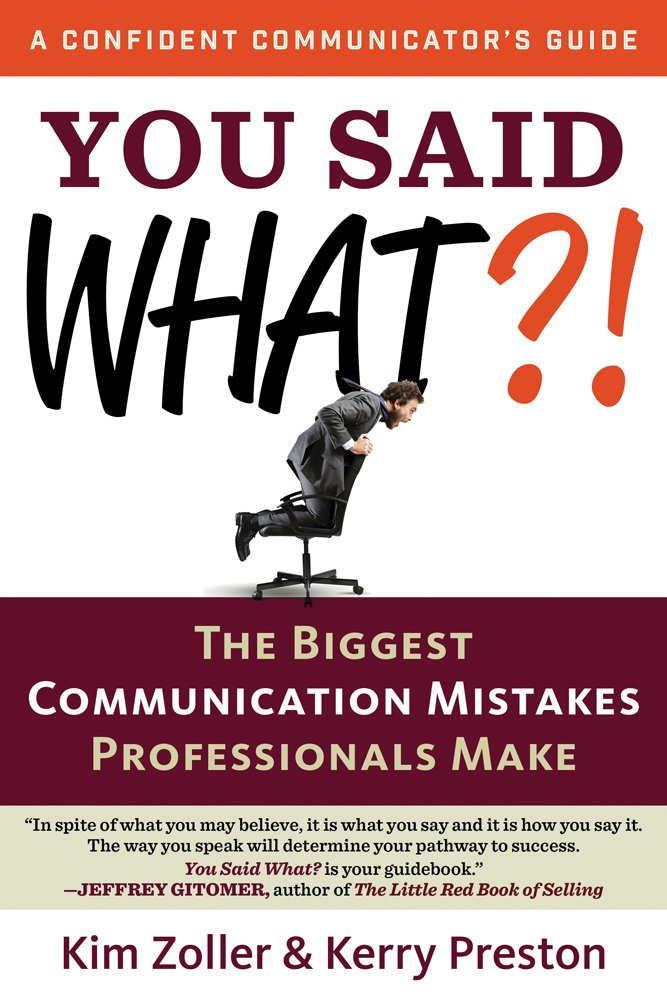 A CONFIDENT COMMUNICATOR'S GUIDE
YOU SAID
WHAT?!
THE BIGGEST
COMMUNICATION MISTAKES
PROFESSIONALS MAKE
“In spite of what you may believe, it is what you say and it is how you say it.
The way you speak will determine your pathway to success.
You Said What? is your guidebook.”
—JEFFREY GITOMER, author of The Little Red Book of Selling
Kim Zoller & Kerry Preston